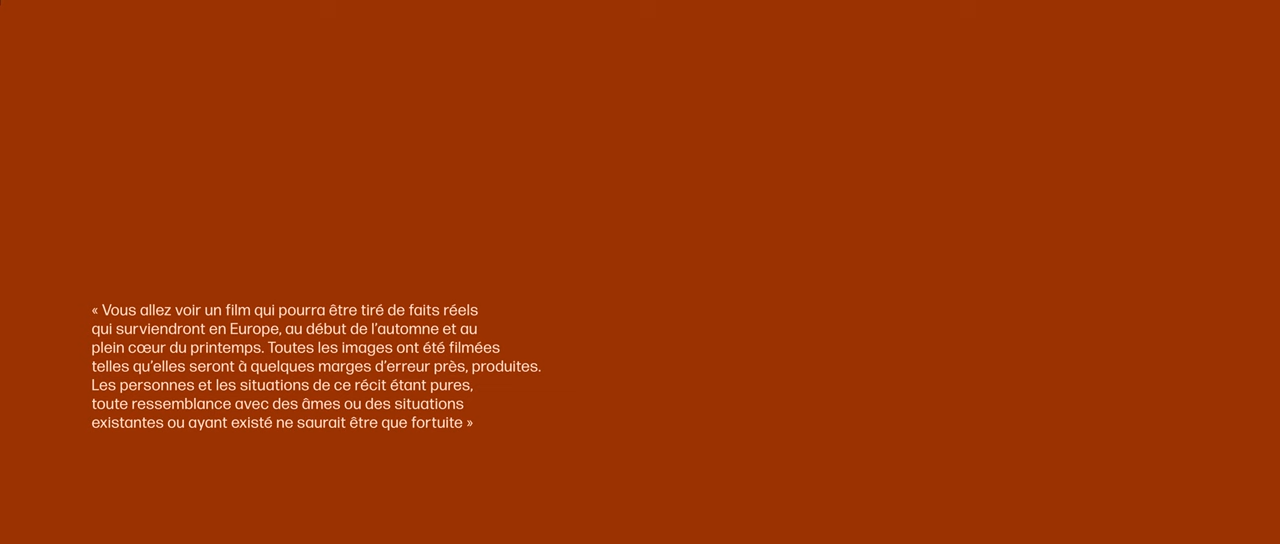 « Vous allez voir un film qui pourra être tiré de faits réels
qui surviendront en Europe, au début de l’automne et au
plein cœur du printemps. Toutes les images ont été filmées
telles qu’elles seront à quelques marges d’erreur près, produites.
Les personnes et les situations de ce récit étant pures,
toute ressemblance avec des âmes ou des situations
existantes ou ayant existé ne saurait être que fortuite »